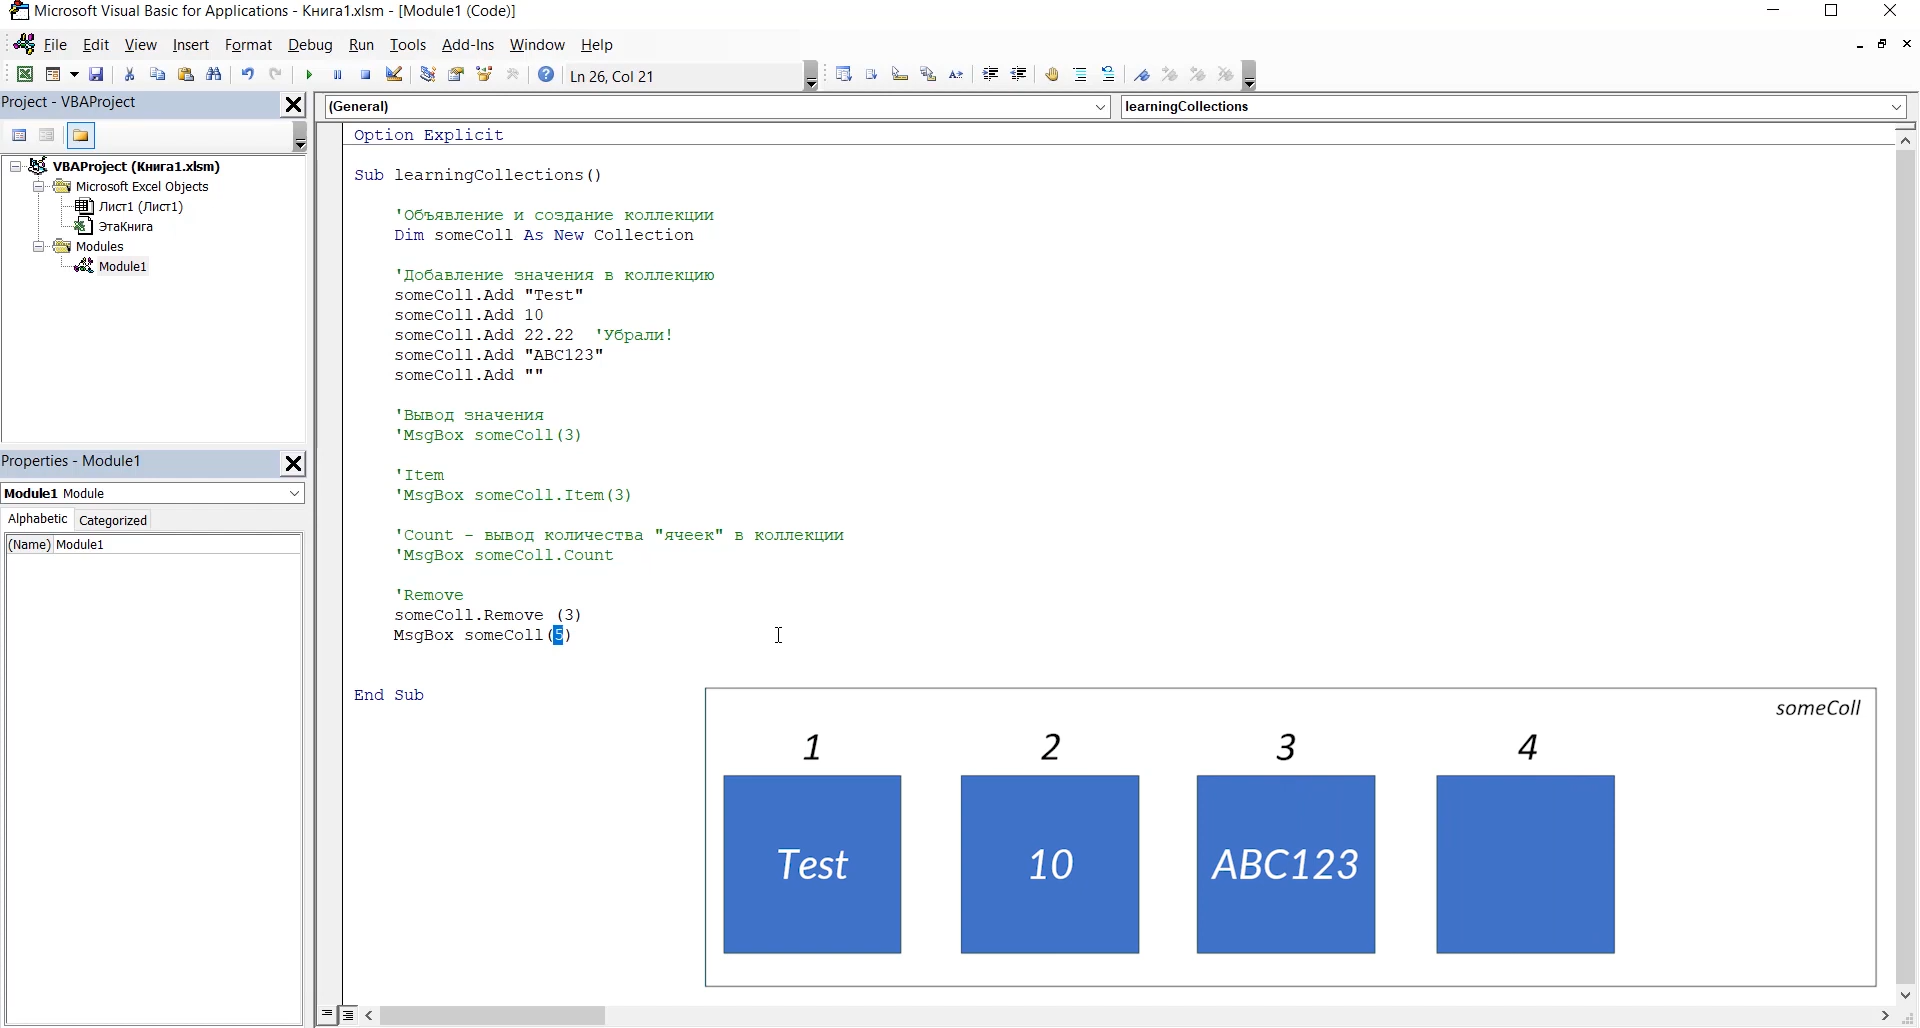 Microsoft Visual Basic for Applications - Книга1.xlsm - [Module1 (Code)]
File Edit View Insert Format Debug Run Tools Add-Ins Window Help
Ln 26, Col 21
Project - VBAProject
(General)
learningCollections
VBAProject (Книга1.xlsm)
Microsoft Excel Objects
Лист1 (Лист1)
ЭтаКнига
Modules
Module1
Properties - Module1
Module1 Module
Alphabetic Categorized
(Name) Module1
Option Explicit
Sub learningCollections()
'Объявление и создание коллекции
Dim someColl As New Collection
'Добавление значения в коллекцию
someColl.Add "Test"
someColl.Add 10
someColl.Add 22.22 'Убрали!
someColl.Add "ABC123"
someColl.Add ""
'Вывод значения
'MsgBox someColl(3)
'Item
'MsgBox someColl.Item(3)
'Count - вывод количества "ячеек" в коллекции
'MsgBox someColl.Count
'Remove
someColl.Remove (3)
MsgBox someColl(5)
End Sub
someColl
1 2 3 4
Test 10 ABC123